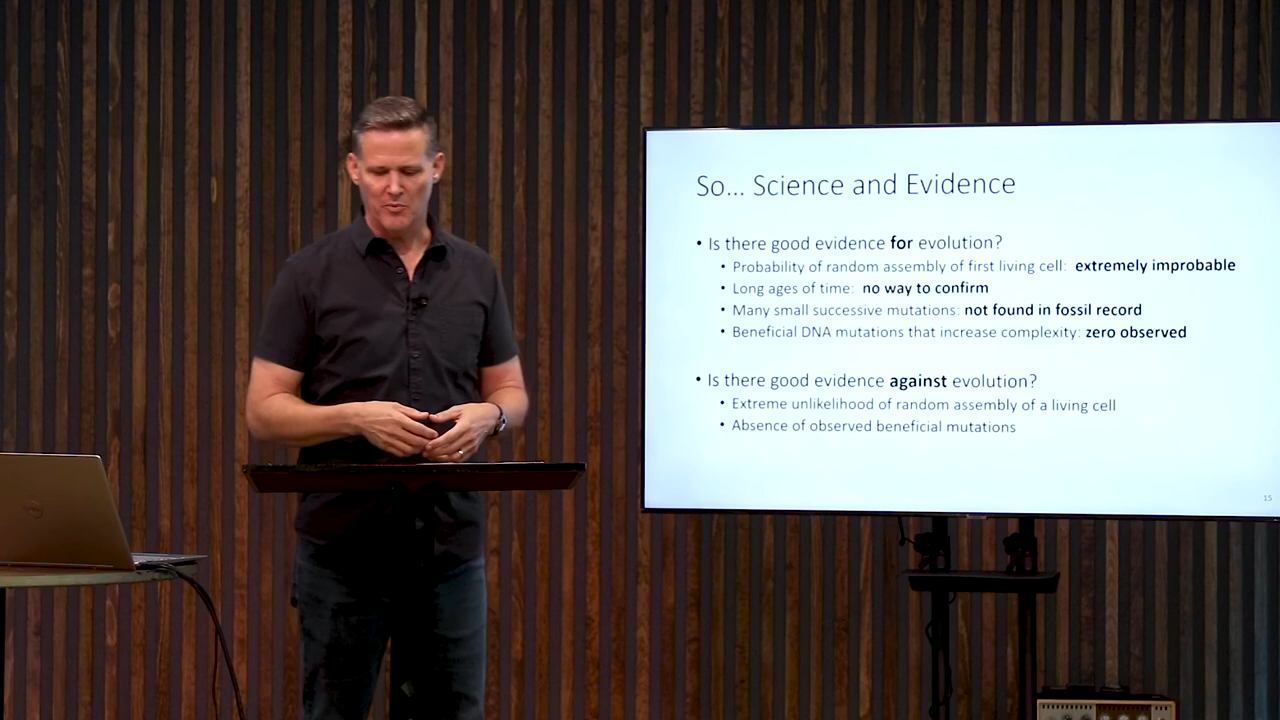 So... Science and Evidence
• Is there good evidence for evolution?
• Probability of random assembly of first living cell: extremely improbable
• Long ages of time: no way to confirm
• Many small successive mutations: not found in fossil record
• Beneficial DNA mutations that increase complexity: zero observed
• Is there good evidence against evolution?
• Extreme unlikelihood of random assembly of a living cell
• Absence of observed beneficial mutations
15